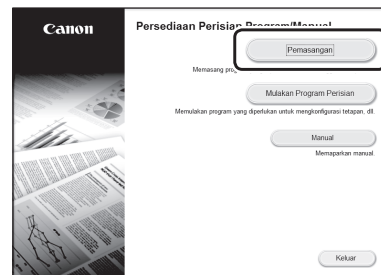 Canon
Persediaan Perisian Program/Manual
Pemasangan
Memasang
Mulakan Program Perisian
Memulakan program yang diperlukan untuk mengkonfigurasi tetapan, dll.
Manual
Memaparkan manual.
Keluar